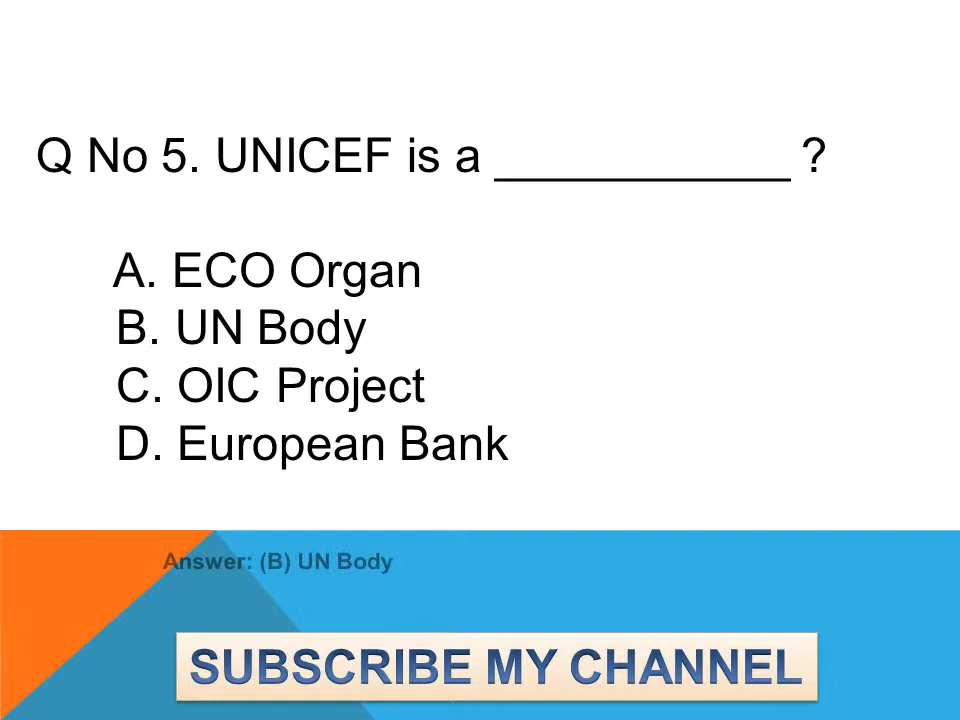 Q No 5. UNICEF is a ___________ ?
A. ECO Organ
B. UN Body
C. OIC Project
D. European Bank
Answer: (B) UN Body
SUBSCRIBE MY CHANNEL